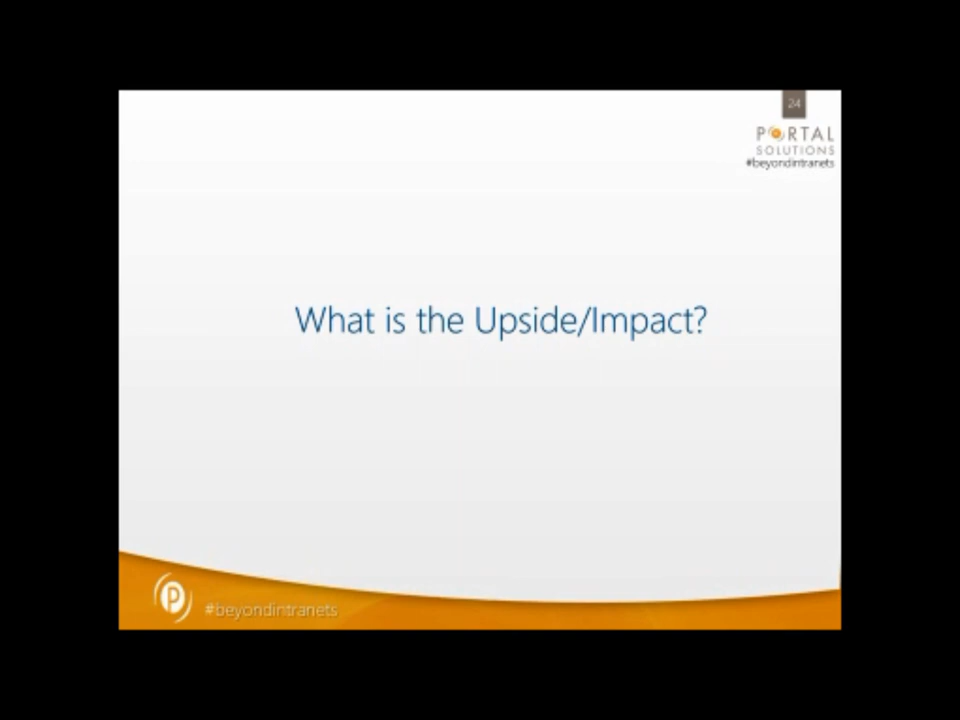 24
PORTAL
SOLUTIONS
#beyondintranets
What is the Upside/Impact?
P
#beyondintranets